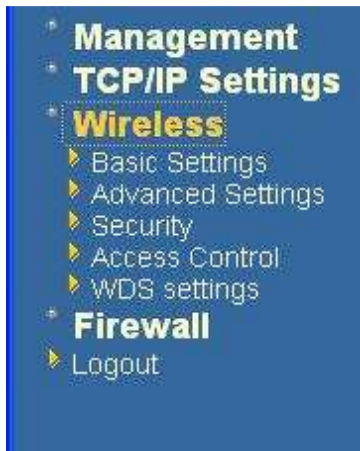 Management
TCP/IP Settings
Wireless
Basic Settings
Advanced Settings
Security
Access Control
WDS settings
Firewall
Logout